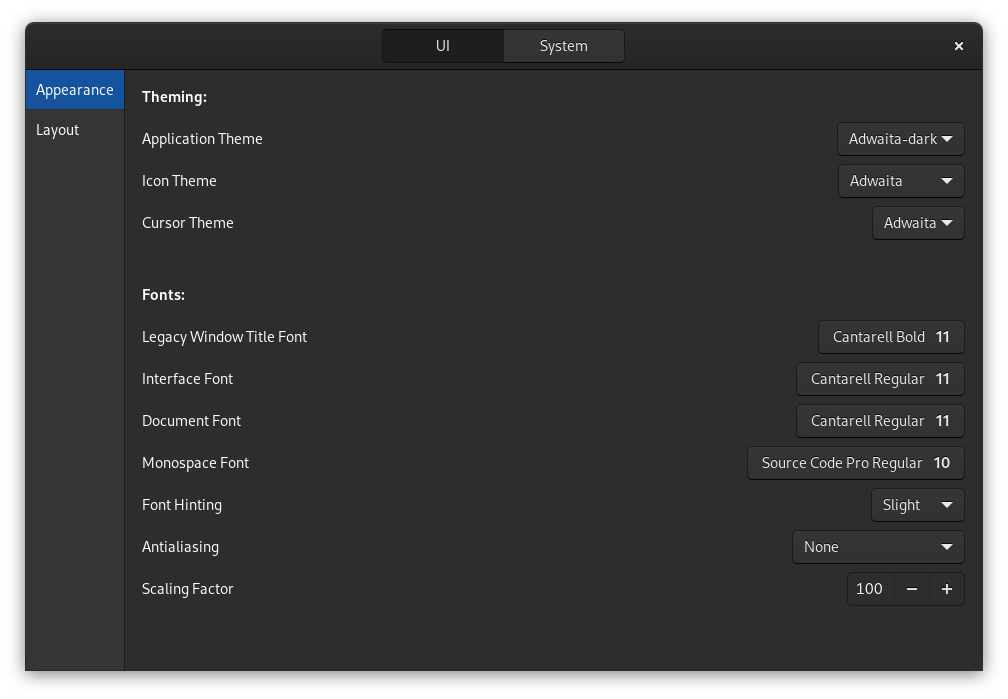 UI System
Appearance
Layout
Theming:
Application Theme Adwaita-dark
Icon Theme Adwaita
Cursor Theme Adwaita
Fonts:
Legacy Window Title Font Cantarell Bold 11
Interface Font Cantarell Regular 11
Document Font Cantarell Regular 11
Monospace Font Source Code Pro Regular 10
Font Hinting Slight
Antialiasing None
Scaling Factor 100 − +